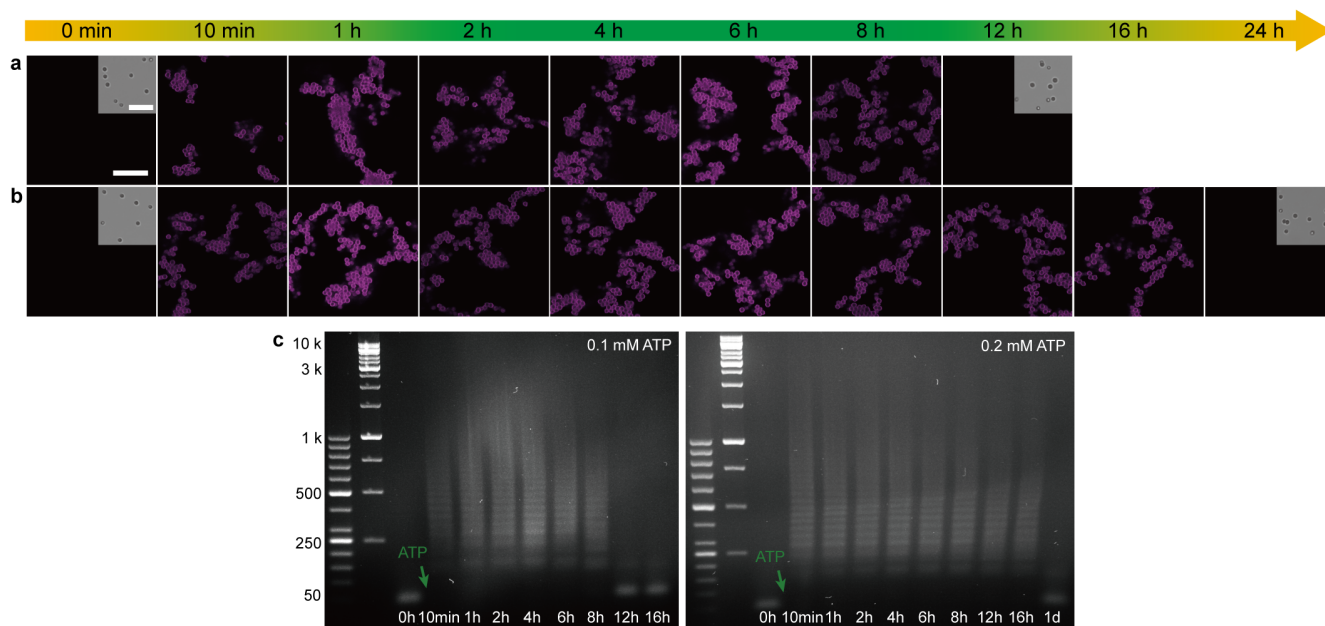 0 min 10 min 1 h 2 h 4 h 6 h 8 h 12 h 16 h 24 h
a
b
c
10 k
3 k
1 k
500
250
50
0.1 mM ATP
ATP
0h 10min 1h 2h 4h 6h 8h 12h 16h
0.2 mM ATP
ATP
0h 10min 1h 2h 4h 6h 8h 12h 16h 1d